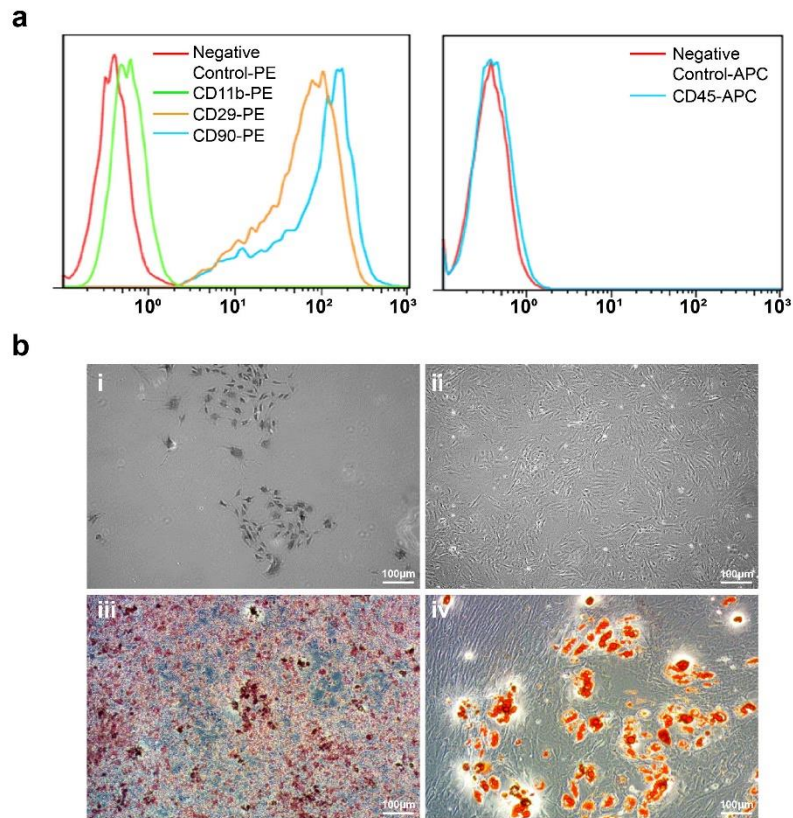 a
Negative
Control-PE
CD11b-PE
CD29-PE
CD90-PE
10⁰ 10¹ 10² 10³
Negative
Control-APC
CD45-APC
10⁰ 10¹ 10² 10³
b
i
100μm
ii
100μm
iii
100μm
iv
100μm